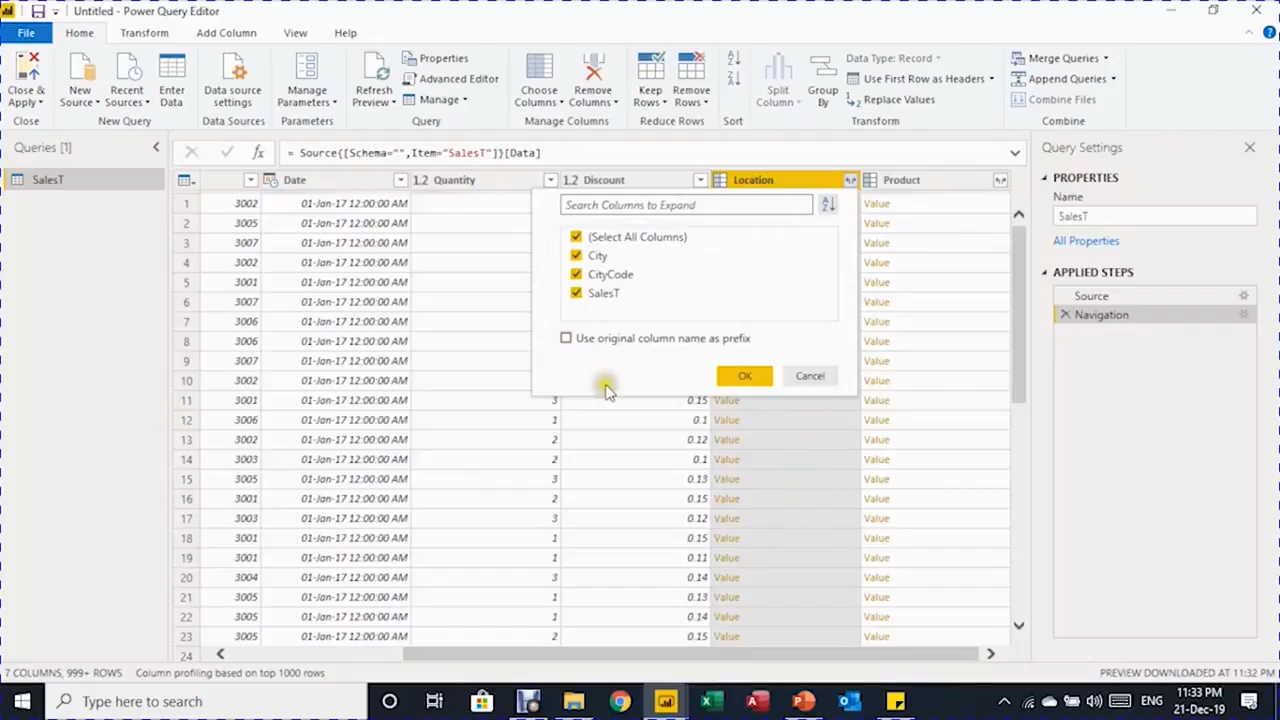 Untitled - Power Query Editor
File Home Transform Add Column View Help
Close & Apply
New Source
Recent Sources
Enter Data
Data source settings
Manage Parameters
Refresh Preview
Properties
Advanced Editor
Manage
Choose Columns
Remove Columns
Keep Rows
Remove Rows
Split Column
Group By
Data Type: Record
Use First Row as Headers
Replace Values
Merge Queries
Append Queries
Combine Files
Close New Query Data Sources Parameters Query Manage Columns Reduce Rows Sort Transform Combine
Queries [1]
SalesT
fx = Source{[Schema="",Item="SalesT"]}[Data]
Date 1.2 Quantity 1.2 Discount Location Product
1 3002 01-Jan-17 12:00:00 AM Value
2 3005 01-Jan-17 12:00:00 AM Value
3 3007 01-Jan-17 12:00:00 AM Value
4 3002 01-Jan-17 12:00:00 AM Value
5 3001 01-Jan-17 12:00:00 AM Value
6 3007 01-Jan-17 12:00:00 AM Value
7 3006 01-Jan-17 12:00:00 AM Value
8 3006 01-Jan-17 12:00:00 AM Value
9 3007 01-Jan-17 12:00:00 AM Value
10 3002 01-Jan-17 12:00:00 AM Value
11 3001 01-Jan-17 12:00:00 AM 3 0.15 Value Value
12 3006 01-Jan-17 12:00:00 AM 1 0.1 Value Value
13 3002 01-Jan-17 12:00:00 AM 2 0.12 Value Value
14 3003 01-Jan-17 12:00:00 AM 2 0.1 Value Value
15 3005 01-Jan-17 12:00:00 AM 3 0.13 Value Value
16 3001 01-Jan-17 12:00:00 AM 2 0.15 Value Value
17 3003 01-Jan-17 12:00:00 AM 3 0.12 Value Value
18 3001 01-Jan-17 12:00:00 AM 1 0.15 Value Value
19 3001 01-Jan-17 12:00:00 AM 1 0.11 Value Value
20 3004 01-Jan-17 12:00:00 AM 3 0.14 Value Value
21 3005 01-Jan-17 12:00:00 AM 1 0.13 Value Value
22 3005 01-Jan-17 12:00:00 AM 1 0.14 Value Value
23 3005 01-Jan-17 12:00:00 AM 2 0.15 Value Value
24
Search Columns to Expand
(Select All Columns)
City
CityCode
SalesT
Use original column name as prefix
OK Cancel
Query Settings
PROPERTIES
Name
SalesT
All Properties
APPLIED STEPS
Source
Navigation
7 COLUMNS, 999+ ROWS Column profiling based on top 1000 rows PREVIEW DOWNLOADED AT 11:32 PM
Type here to search
ENG
11:33 PM
21-Dec-19